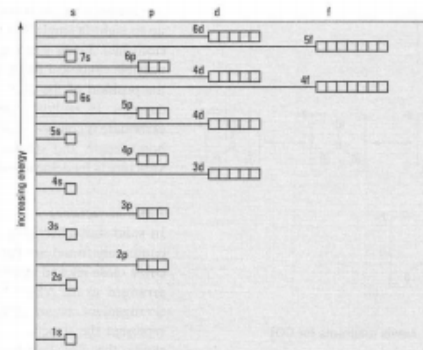 s p d f
6d
5f
7s
6p
4d
4f
6s
5p
4d
5s
4p
3d
4s
3p
3s
2p
2s
1s
increasing energy